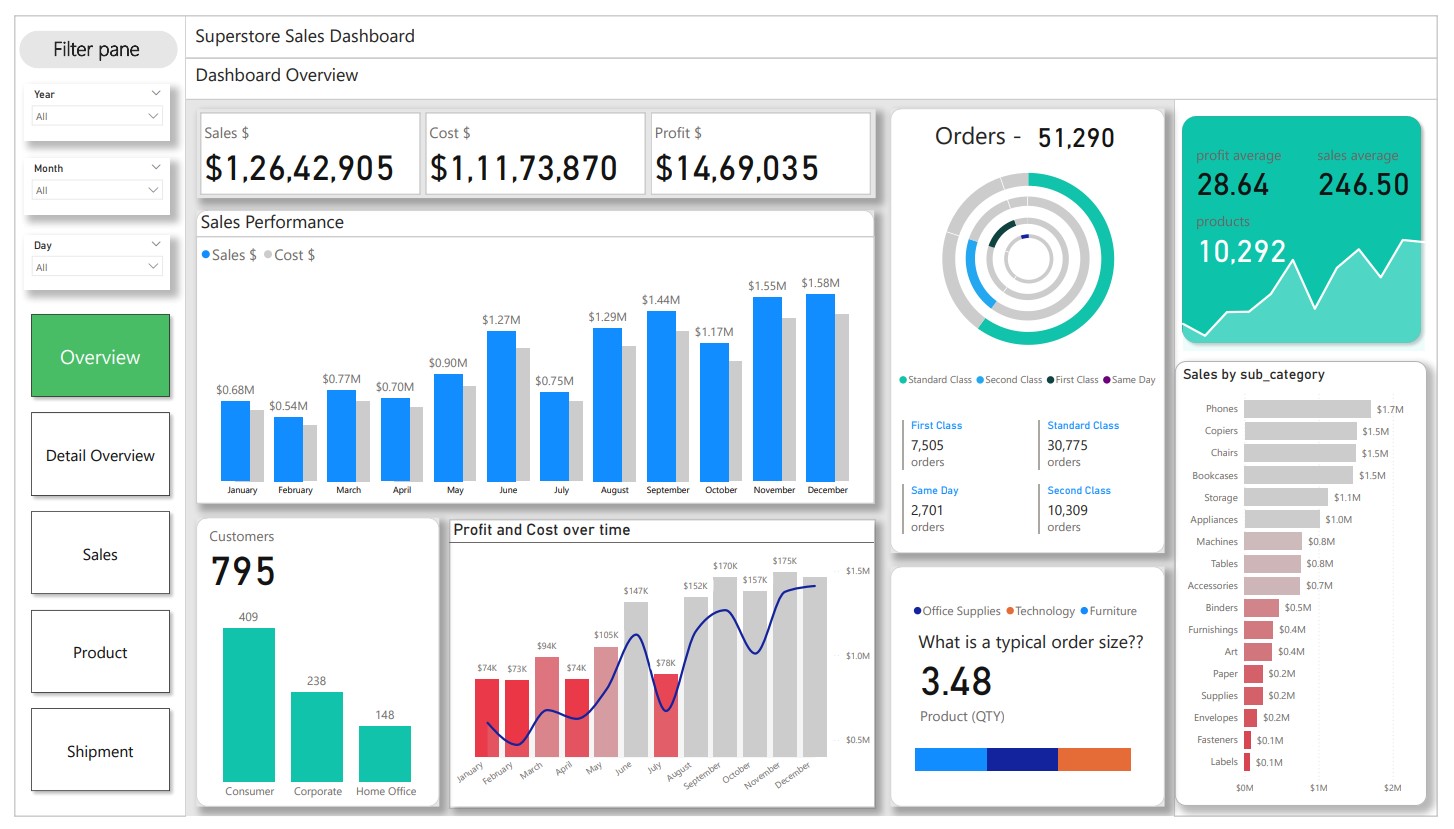 Filter pane
Year
All
Month
All
Day
All
Overview
Detail Overview
Sales
Product
Shipment
Superstore Sales Dashboard
Dashboard Overview
Sales $
$1,26,42,905
Cost $
$1,11,73,870
Profit $
$14,69,035
Sales Performance
Sales $ Cost $
$0.68M $0.54M $0.77M $0.70M $0.90M $1.27M $0.75M $1.29M $1.44M $1.17M $1.55M $1.58M
January February March April May June July August September October November December
Customers
795
409
238
148
Consumer Corporate Home Office
Profit and Cost over time
$74K $73K $94K $74K $105K $147K $78K $152K $170K $157K $175K
$1.5M
$1.0M
$0.5M
January February March April May June July August September October November December
Orders - 51,290
Standard Class Second Class First Class Same Day
First Class
7,505
orders
Standard Class
30,775
orders
Same Day
2,701
orders
Second Class
10,309
orders
Office Supplies Technology Furniture
What is a typical order size??
3.48
Product (QTY)
profit average
28.64
sales average
246.50
products
10,292
Sales by sub_category
Phones $1.7M
Copiers $1.5M
Chairs $1.5M
Bookcases $1.5M
Storage $1.1M
Appliances $1.0M
Machines $0.8M
Tables $0.8M
Accessories $0.7M
Binders $0.5M
Furnishings $0.4M
Art $0.4M
Paper $0.2M
Supplies $0.2M
Envelopes $0.2M
Fasteners $0.1M
Labels $0.1M
$0M $1M $2M